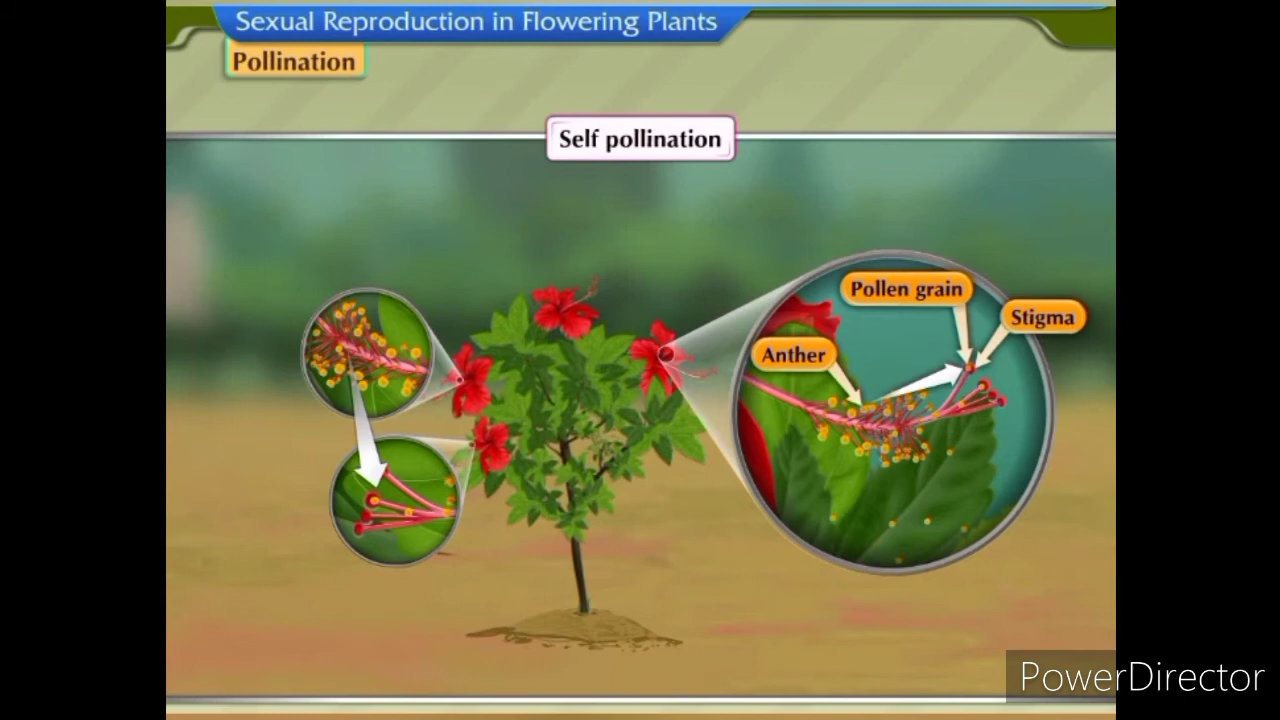 Sexual Reproduction in Flowering Plants
Pollination
Self pollination
Pollen grain
Stigma
Anther
PowerDirector